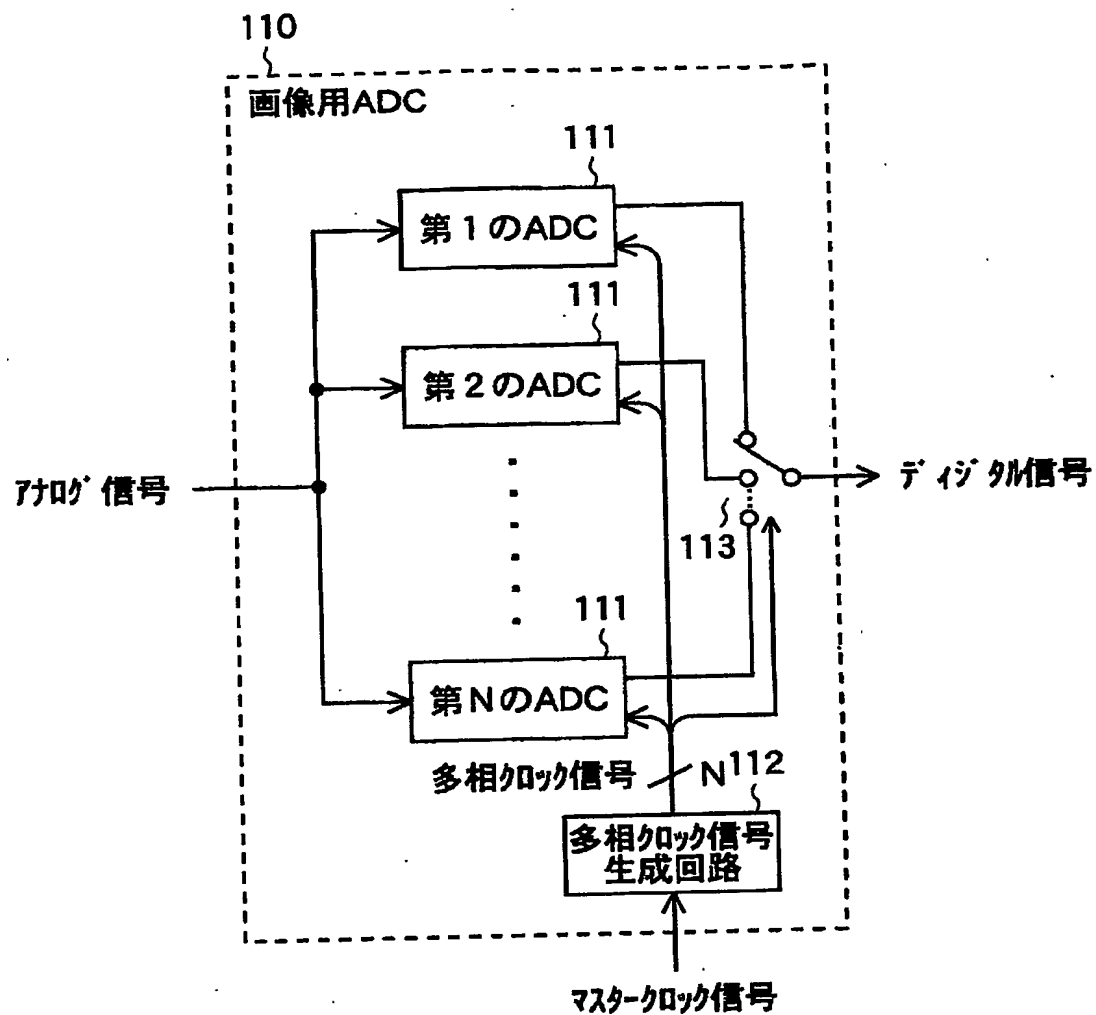 110
画像用ADC
111
第1のADC
111
第2のADC
アナログ信号
ディジタル信号
113
111
第NのADC
多相クロック信号
N
112
多相クロック信号
生成回路
マスタークロック信号